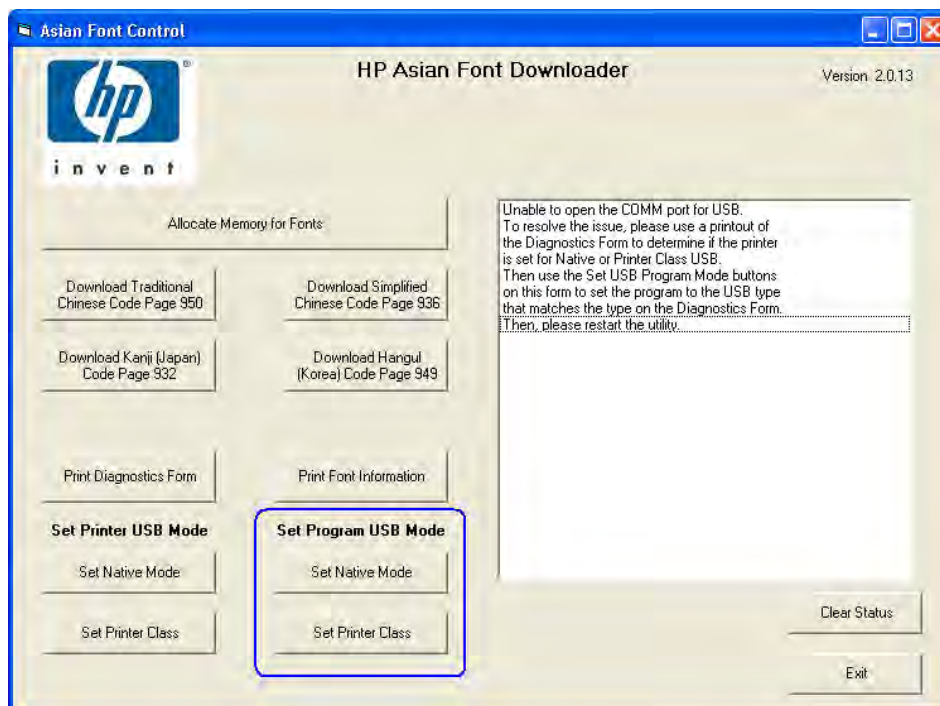 Asian Font Control
hp
®
invent
HP Asian Font Downloader
Version 2.0.13
Allocate Memory for Fonts
Download Traditional
Chinese Code Page 950
Download Simplified
Chinese Code Page 936
Download Kanji (Japan)
Code Page 932
Download Hangul
(Korea) Code Page 949
Print Diagnostics Form
Print Font Information
Set Printer USB Mode
Set Program USB Mode
Set Native Mode
Set Native Mode
Set Printer Class
Set Printer Class
Unable to open the COMM port for USB.
To resolve the issue, please use a printout of
the Diagnostics Form to determine if the printer
is set for Native or Printer Class USB.
Then use the Set USB Program Mode buttons
on this form to set the program to the USB type
that matches the type on the Diagnostics Form.
Then, please restart the utility.
Clear Status
Exit